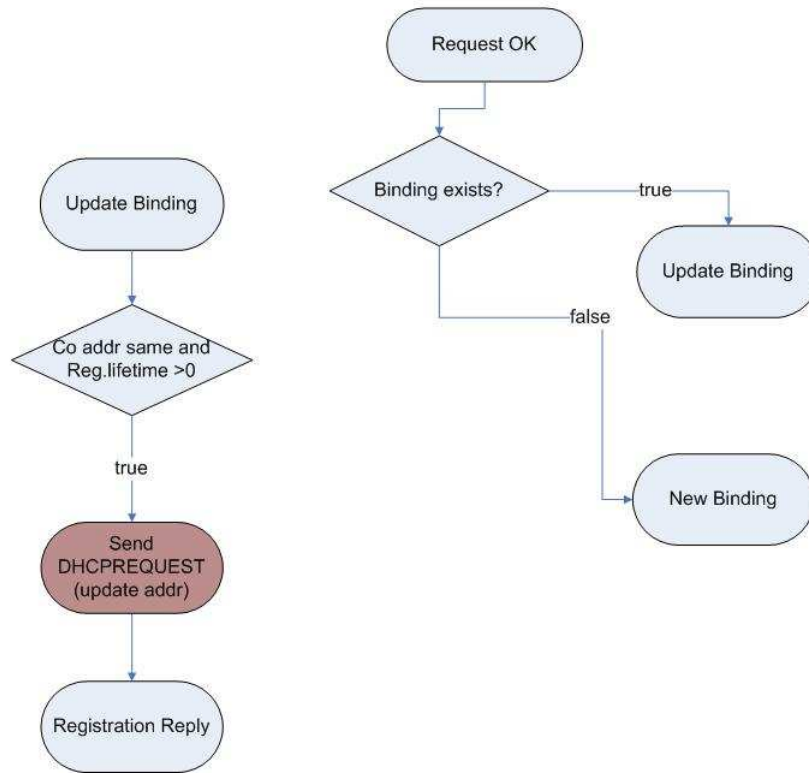 Request OK
Binding exists?
true
Update Binding
false
New Binding
Update Binding
Co addr same and
Reg.lifetime >0
true
Send
DHCPREQUEST
(update addr)
Registration Reply